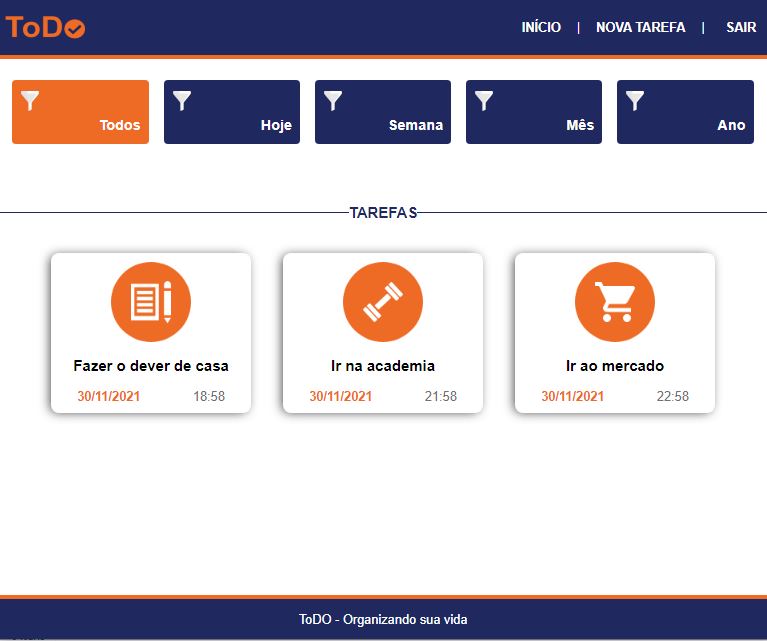 ToDo
INÍCIO | NOVA TAREFA | SAIR
Todos
Hoje
Semana
Mês
Ano
TAREFAS
Fazer o dever de casa
30/11/2021 18:58
Ir na academia
30/11/2021 21:58
Ir ao mercado
30/11/2021 22:58
ToDO - Organizando sua vida